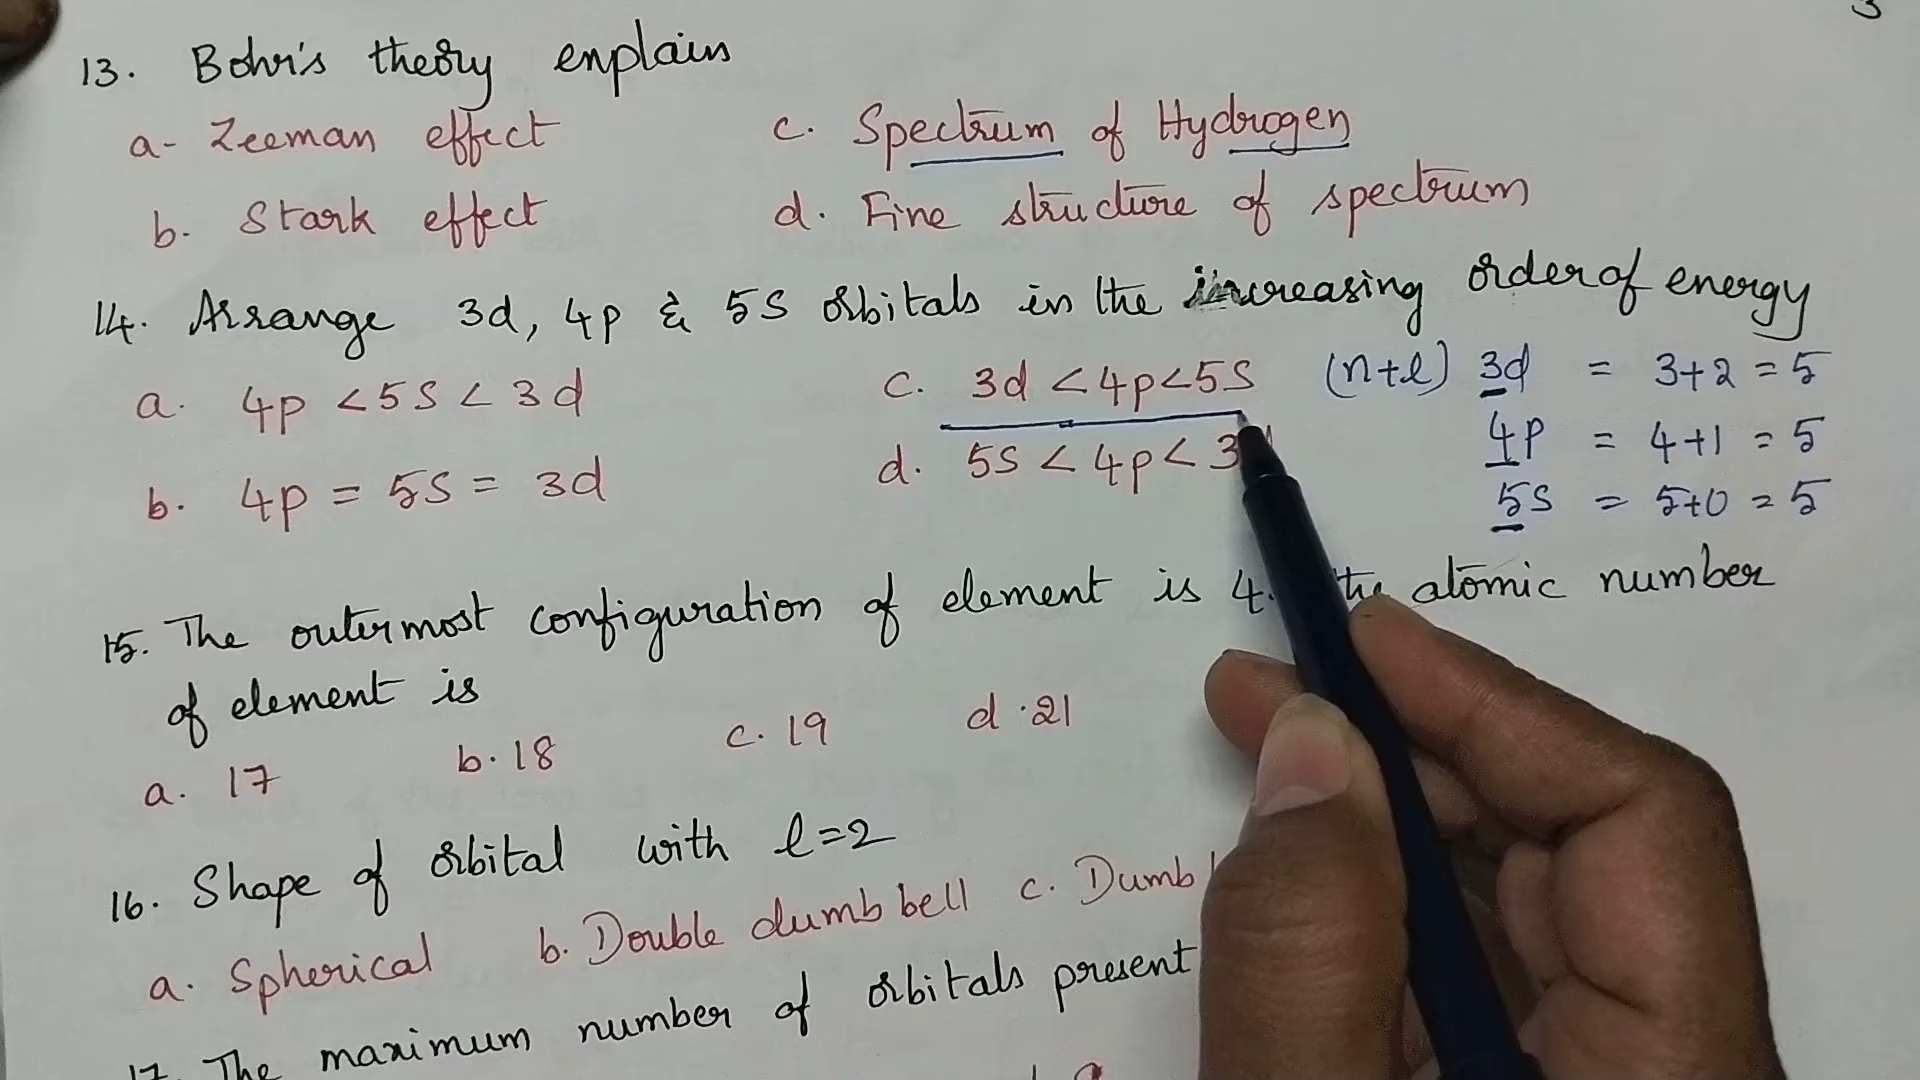 3
13. Bohr's theory explains
a- Zeeman effect c. Spectrum of Hydrogen
b. Stark effect d. Fine structure of spectrum
14. Arrange 3d, 4p & 5S orbitals in the increasing order of energy
a. 4p < 5S < 3d c. 3d < 4p < 5S (n+l) 3d = 3+2 = 5
4p = 4+1 = 5
b. 4p = 5S = 3d d. 5S < 4p < 3
5S = 5+0 = 5
15. The outermost configuration of element is 4. the atomic number
of element is
a. 17 b. 18 c. 19 d. 21
16. Shape of orbital with l=2
a. Spherical b. Double dumb bell c. Dumb
17. The maximum number of orbitals present